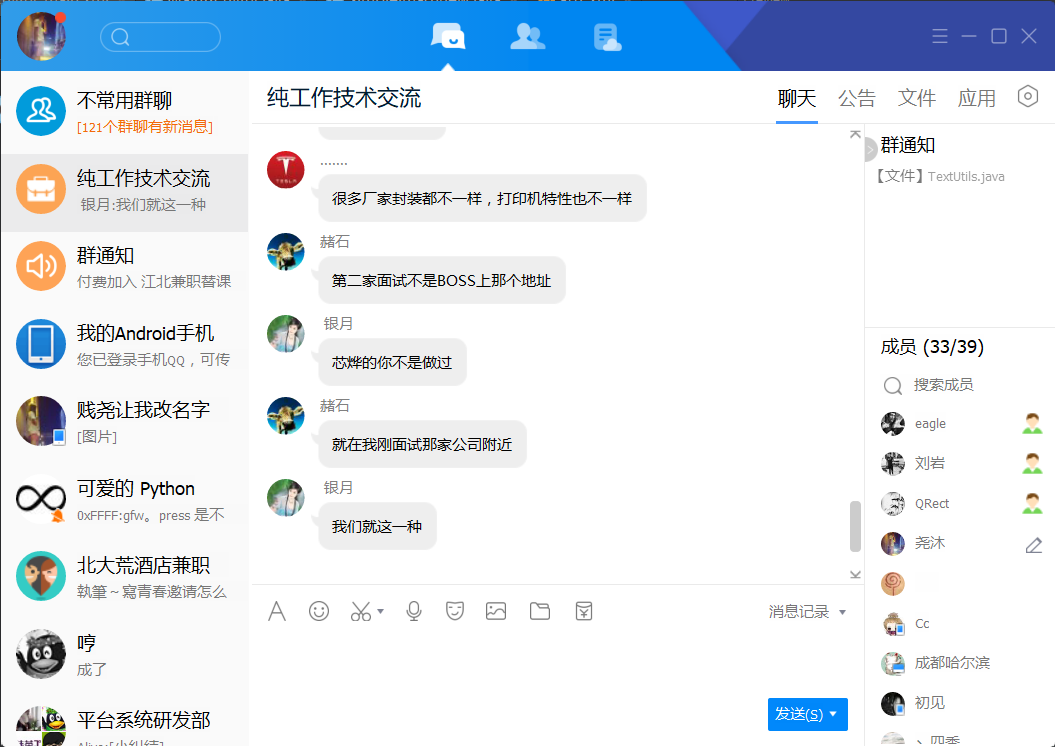 不常用群聊
[121个群聊有新消息]
纯工作技术交流
银月:我们就这一种
群通知
付费加入 江北兼职替课
我的Android手机
您已登录手机QQ，可传
贱尧让我改名字
[图片]
可爱的 Python
0xFFFF:gfw。press 是不
北大荒酒店兼职
執筆～寫青春邀请怎么
哼
成了
平台系统研发部
纯工作技术交流
聊天 公告 文件 应用
.......
TESLA
很多厂家封装都不一样，打印机特性也不一样
赭石
第二家面试不是BOSS上那个地址
银月
芯烨的你不是做过
赭石
就在我刚面试那家公司附近
银月
我们就这一种
消息记录
发送(S)
群通知
【文件】TextUtils.java
成员 (33/39)
搜索成员
eagle
刘岩
QRect
尧沐
Cc
成都哈尔滨
初见
、四季